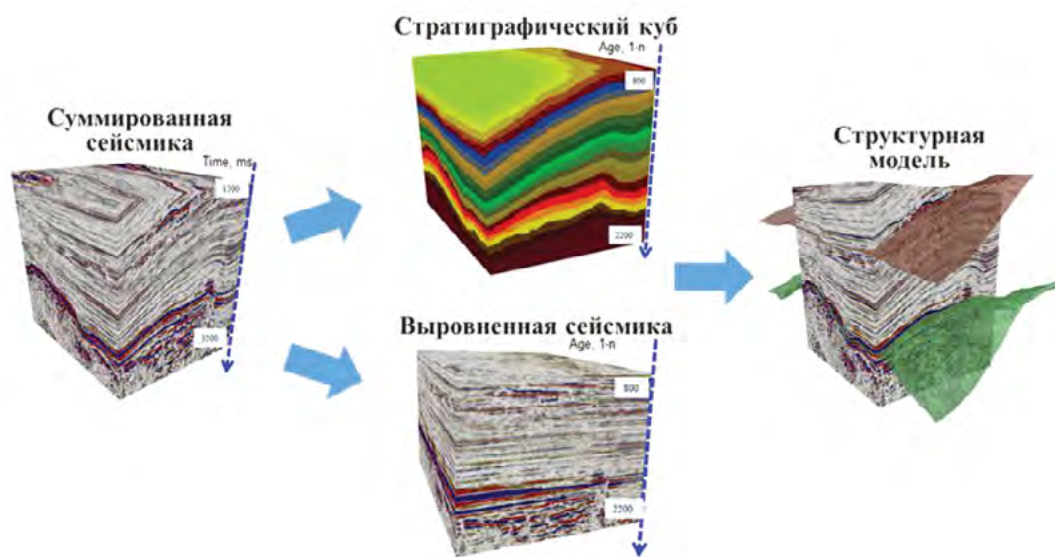 Стратиграфический куб
Age, 1-n
800
2200
Суммированная
сейсмика
Time, ms
1300
3500
Структурная
модель
Выровненная сейсмика
Age, 1-n
800
2200